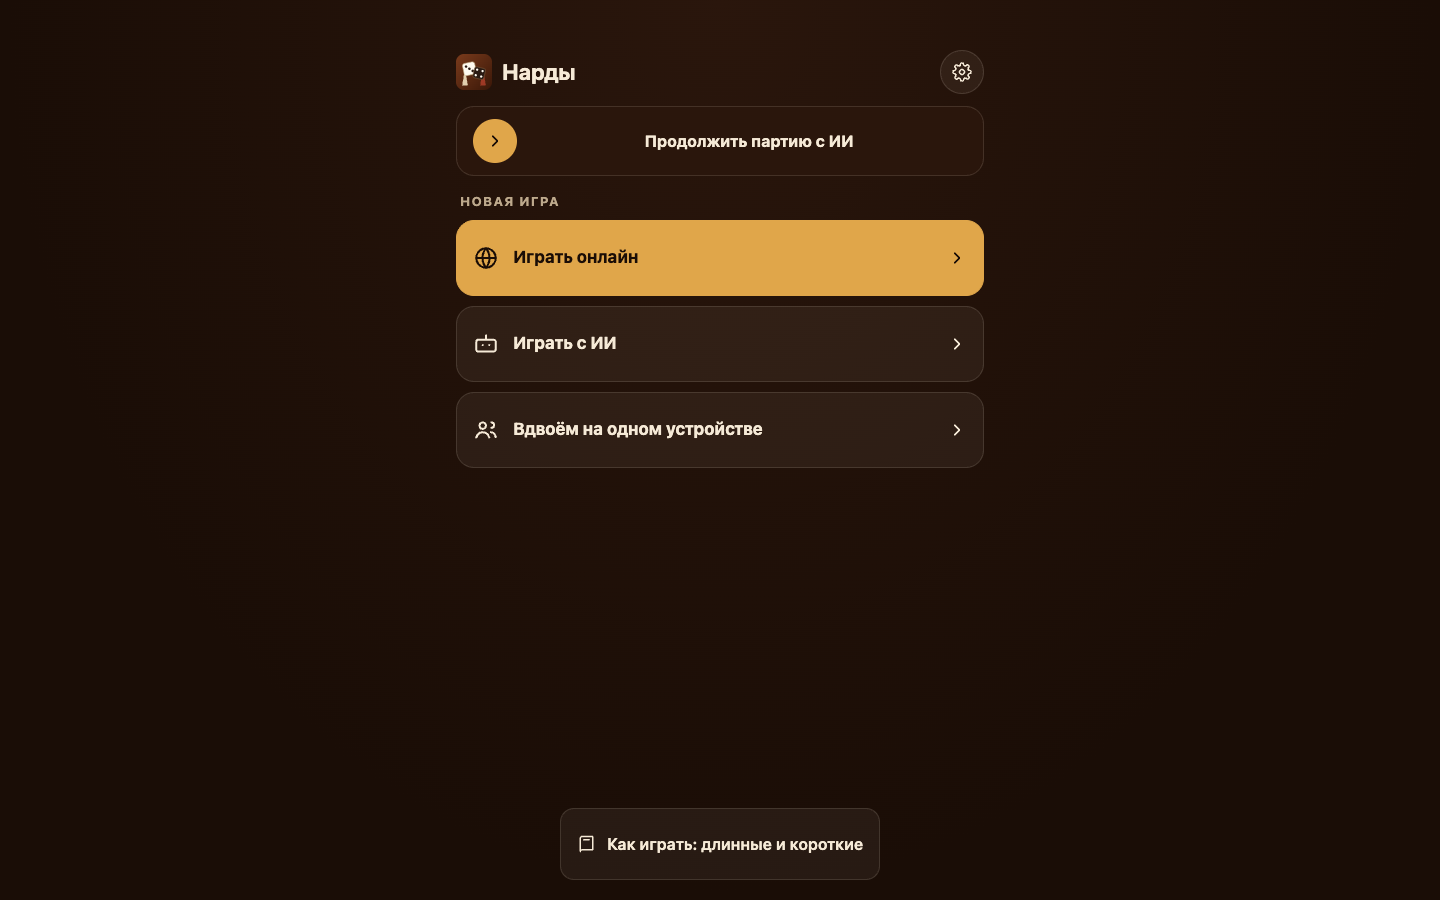 Нарды
Продолжить партию с ИИ
НОВАЯ ИГРА
Играть онлайн
Играть с ИИ
Вдвоём на одном устройстве
Как играть: длинные и короткие